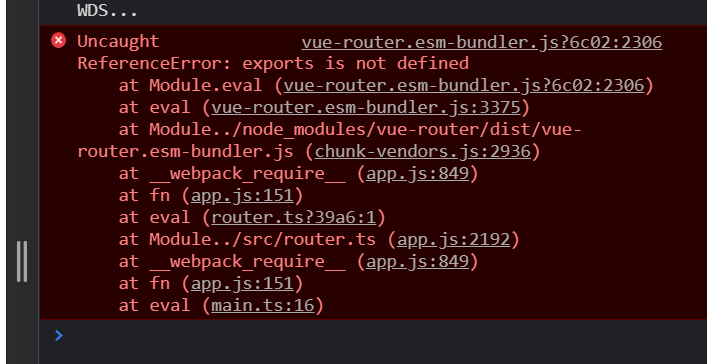 WDS...
Uncaught vue-router.esm-bundler.js?6c02:2306
ReferenceError: exports is not defined
at Module.eval (vue-router.esm-bundler.js?6c02:2306)
at eval (vue-router.esm-bundler.js:3375)
at Module../node_modules/vue-router/dist/vue-
router.esm-bundler.js (chunk-vendors.js:2936)
at __webpack_require__ (app.js:849)
at fn (app.js:151)
at eval (router.ts?39a6:1)
at Module../src/router.ts (app.js:2192)
at __webpack_require__ (app.js:849)
at fn (app.js:151)
at eval (main.ts:16)